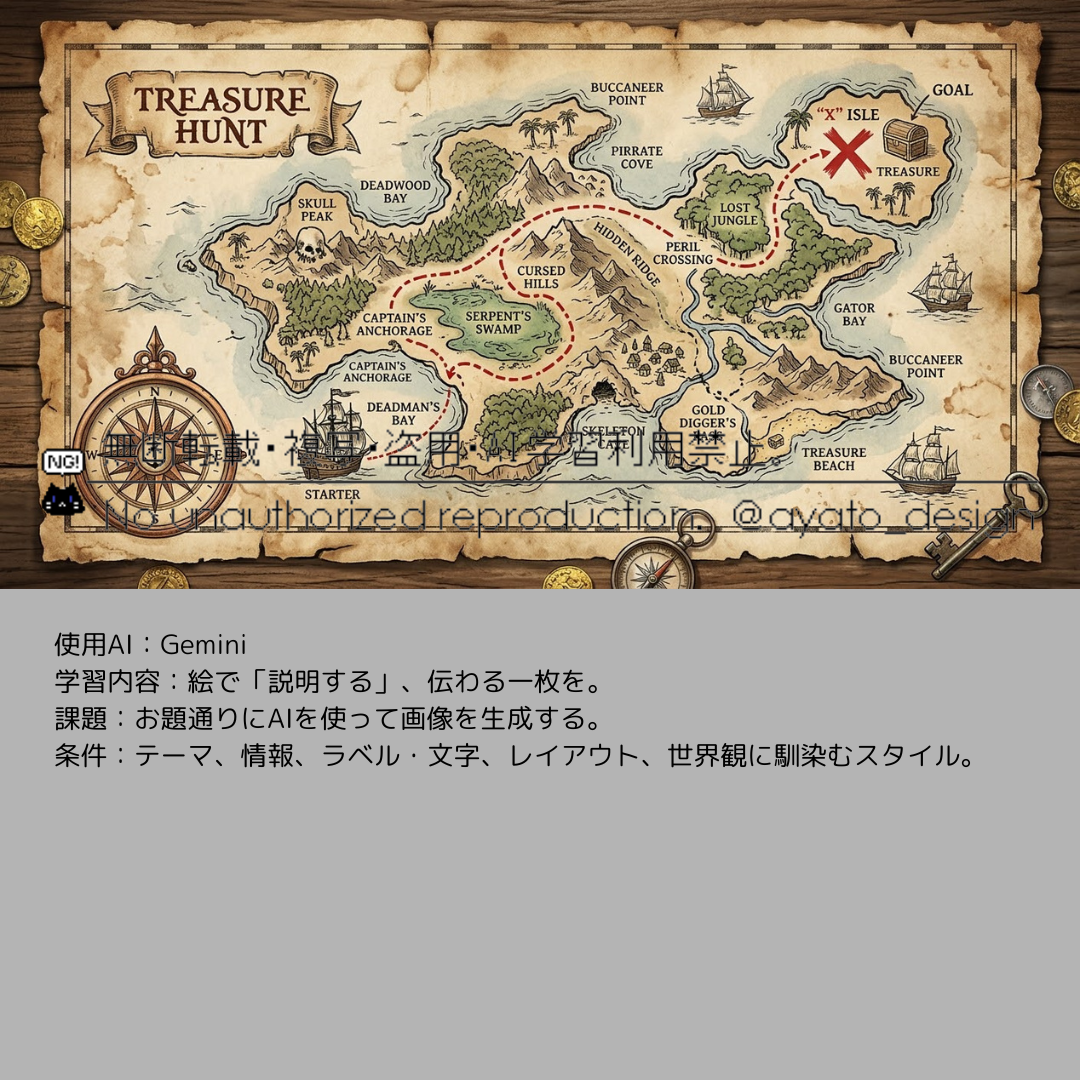 TREASURE
HUNT
BUCCANEER
POINT
GOAL
"X" ISLE
PIRRATE
COVE
TREASURE
DEADWOOD
BAY
SKULL
PEAK
LOST
JUNGLE
HIDDEN RIDGE
PERIL
CROSSING
CURSED
HILLS
CAPTAIN'S
ANCHORAGE
SERPENT'S
SWAMP
GATOR
BAY
CAPTAIN'S
ANCHORAGE
BUCCANEER
POINT
N
W
E
S
DEADMAN'S
BAY
GOLD
DIGGER'S
SKELETON
TREASURE
BEACH
STARTER
NG!
無断転載・複写・盗用・AI学習利用禁止。
No unauthorized reproduction. @ayato_design
使用AI：Gemini
学習内容：絵で「説明する」、伝わる一枚を。
課題：お題通りにAIを使って画像を生成する。
条件：テーマ、情報、ラベル・文字、レイアウト、世界観に馴染むスタイル。